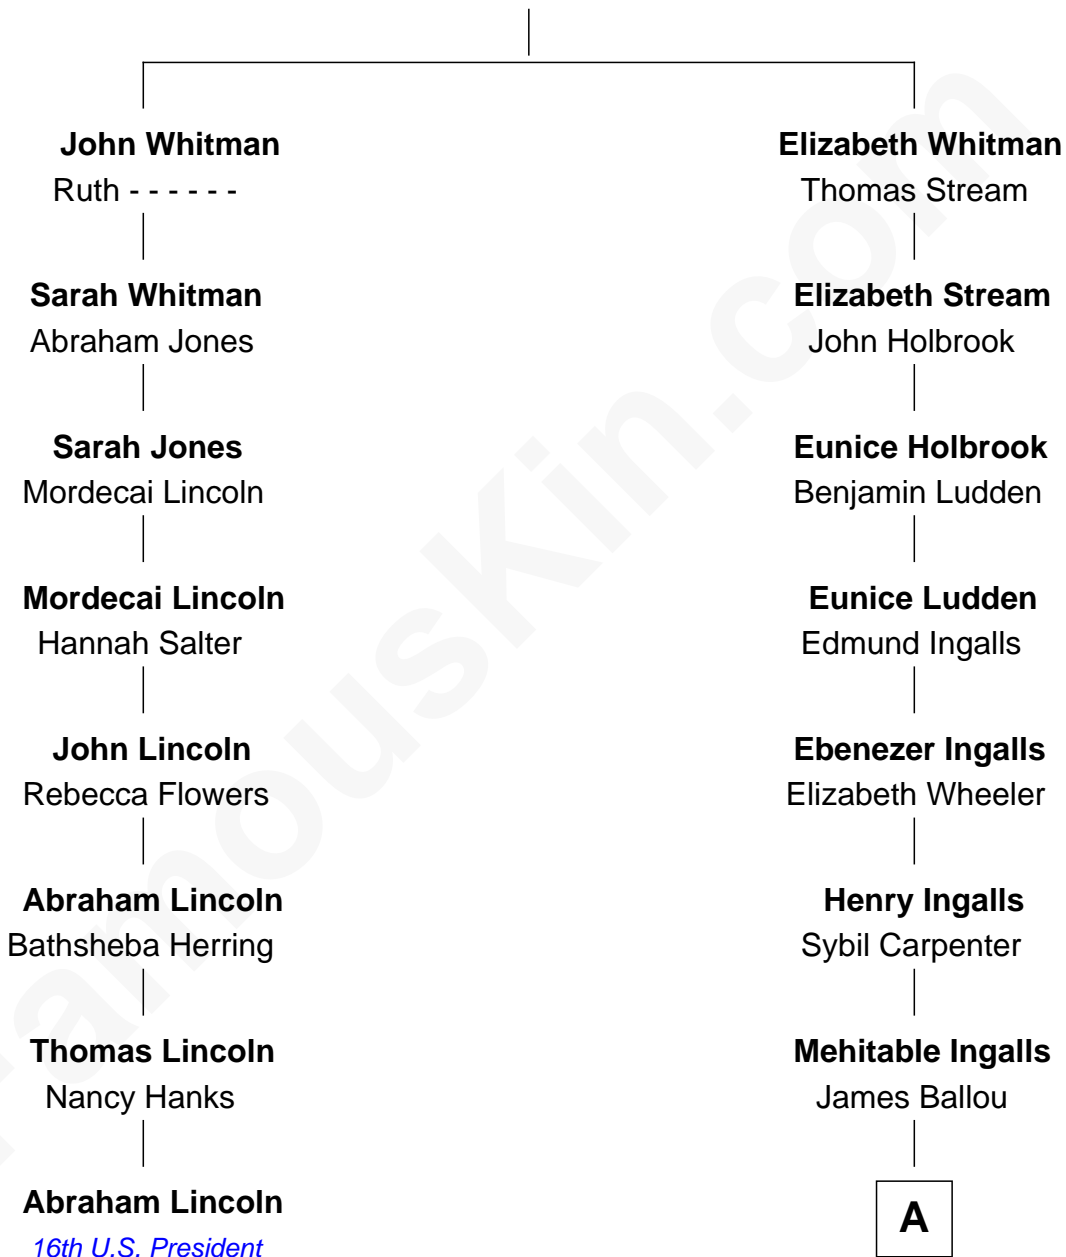 John Whitman
Ruth - - - - - -
Sarah Whitman
Abraham Jones
Sarah Jones
Mordecai Lincoln
Mordecai Lincoln
Hannah Salter
John Lincoln
Rebecca Flowers
Abraham Lincoln
Bathsheba Herring
Thomas Lincoln
Nancy Hanks
Abraham Lincoln
16th U.S. President
Elizabeth Whitman
Thomas Stream
Elizabeth Stream
John Holbrook
Eunice Holbrook
Benjamin Ludden
Eunice Ludden
Edmund Ingalls
Ebenezer Ingalls
Elizabeth Wheeler
Henry Ingalls
Sybil Carpenter
Mehitable Ingalls
James Ballou
A
FamousKin.com